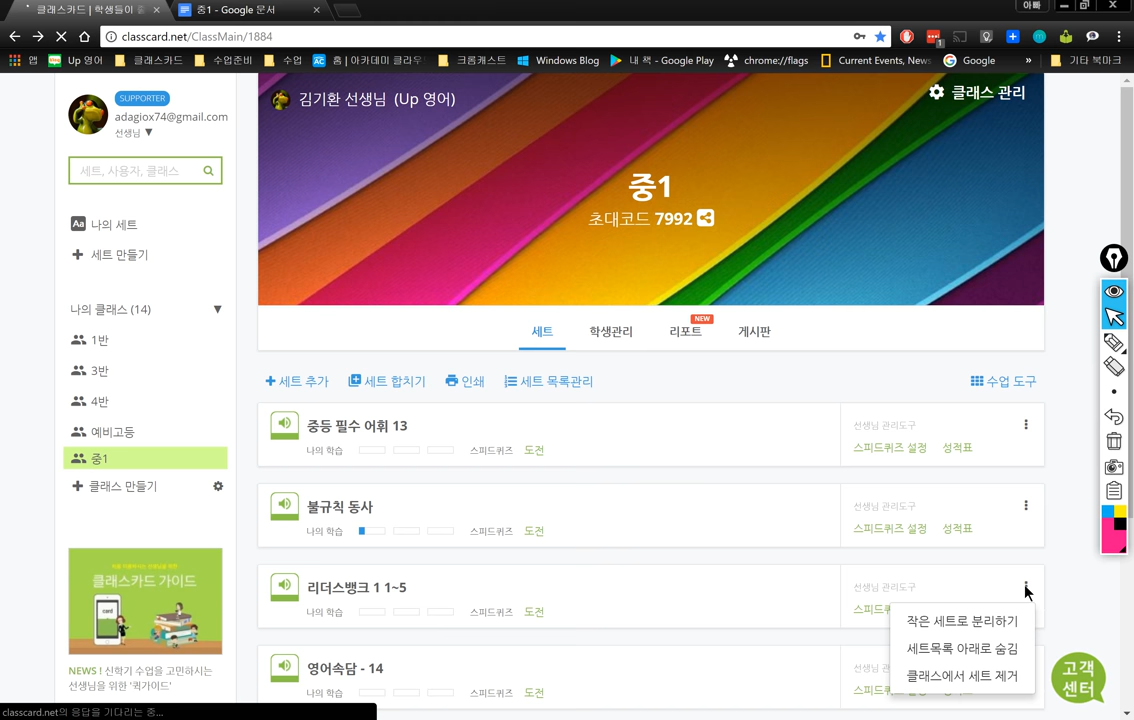 클래스카드 | 학생들이 좋
중1 - Google 문서
아빠
classcard.net/ClassMain/1884
앱
Up 영어
클래스카드
수업준비
수업
홈 | 아카데미 클라우
크롬캐스트
Windows Blog
내 책 - Google Play
chrome://flags
Current Events, News
Google
»
기타 북마크
SUPPORTER
adagiox74@gmail.com
선생님 ▼
세트, 사용자, 클래스
Aa 나의 세트
세트 만들기
나의 클래스 (14) ▼
1반
3반
4반
예비고등
중1
클래스 만들기
클래스카드 가이드
card
NEWS ! 신학기 수업을 고민하시는
선생님을 위한 '퀵가이드'
classcard.net의 응답을 기다리는 중...
김기환 선생님 (Up 영어)
클래스 관리
중1
초대코드 7992
NEW
세트 학생관리 리포트 게시판
세트 추가 세트 합치기 인쇄 세트 목록관리 수업 도구
중등 필수 어휘 13
나의 학습 스피드퀴즈 도전
선생님 관리도구
스피드퀴즈 설정 성적표
불규칙 동사
나의 학습 스피드퀴즈 도전
선생님 관리도구
스피드퀴즈 설정 성적표
리더스뱅크 1 1~5
나의 학습 스피드퀴즈 도전
선생님 관리도구
스피드퀴
작은 세트로 분리하기
세트목록 아래로 숨김
클래스에서 세트 제거
영어속담 - 14
나의 학습 스피드퀴즈 도전
고객
센터